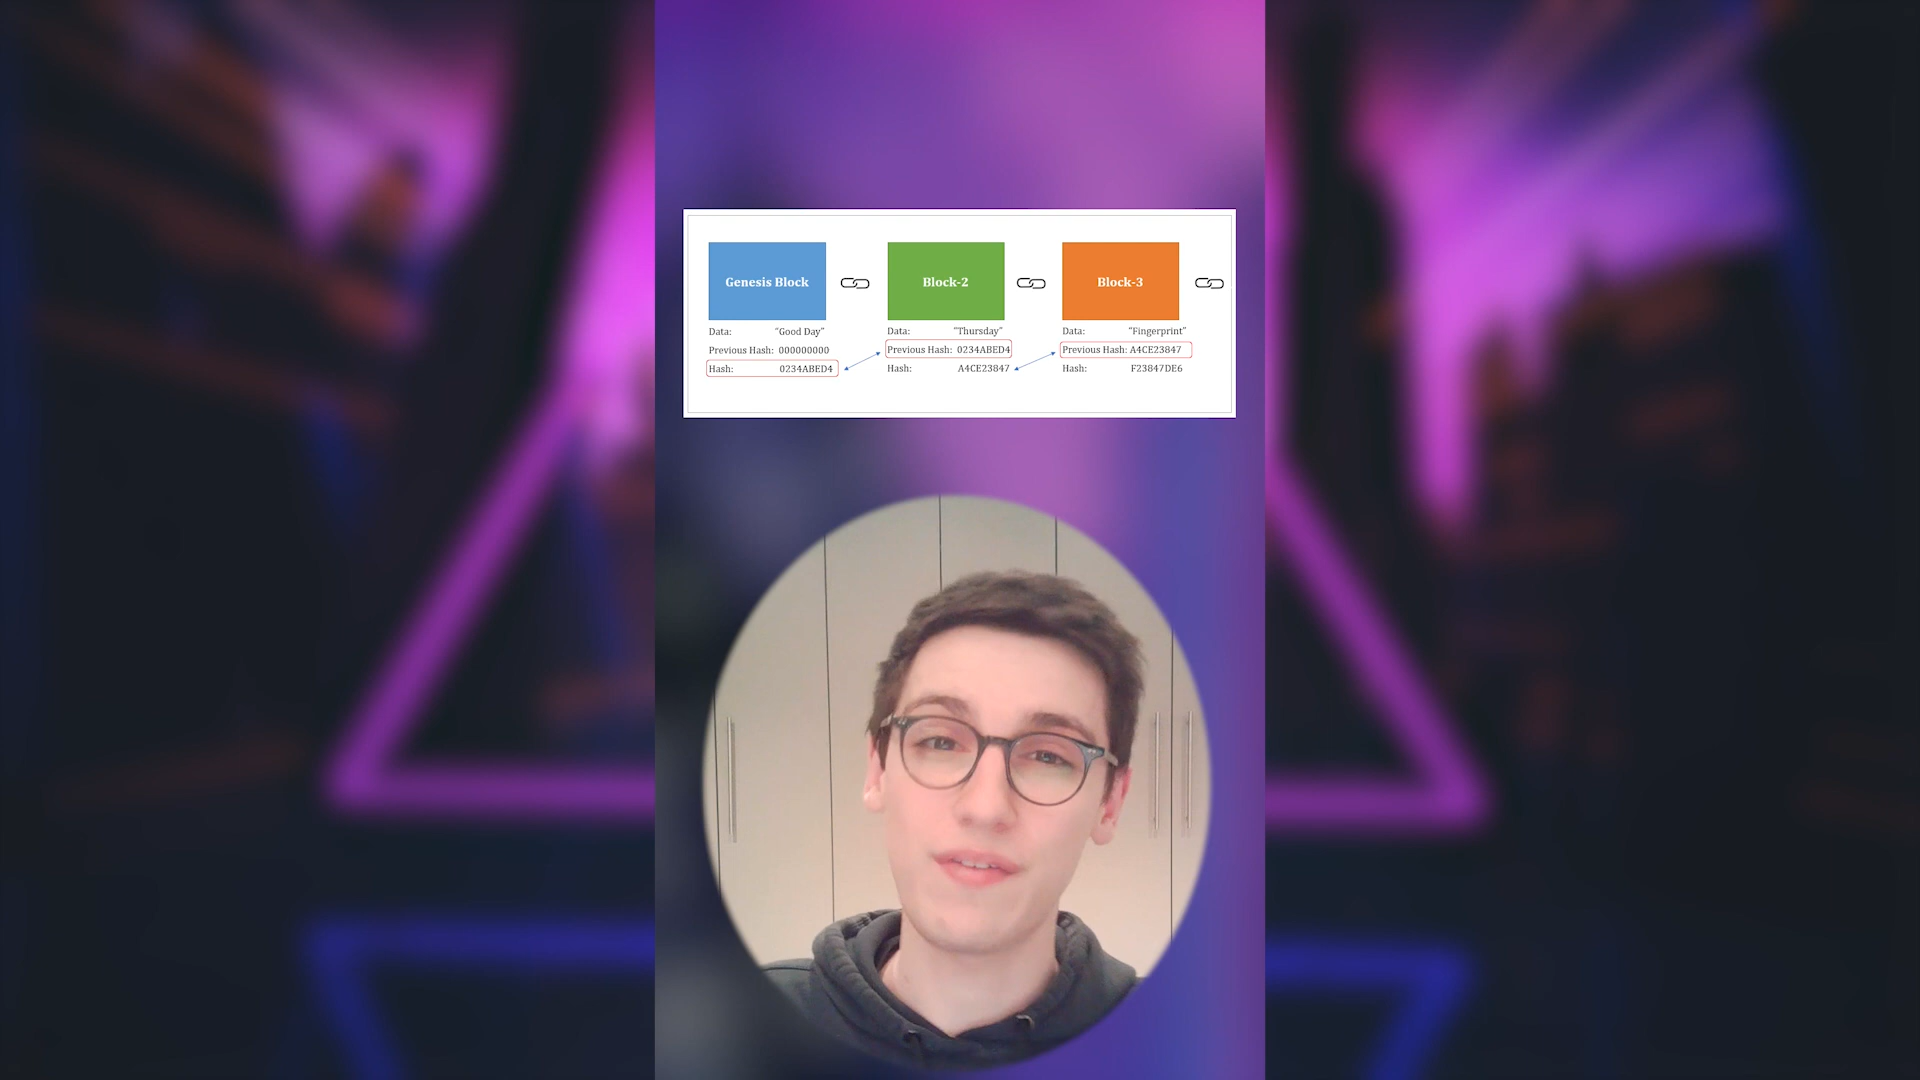 Genesis Block
Data: "Good Day"
Previous Hash: 000000000
Hash: 0234ABED4
Block-2
Data: "Thursday"
Previous Hash: 0234ABED4
Hash: A4CE23847
Block-3
Data: "Fingerprint"
Previous Hash: A4CE23847
Hash: F23847DE6